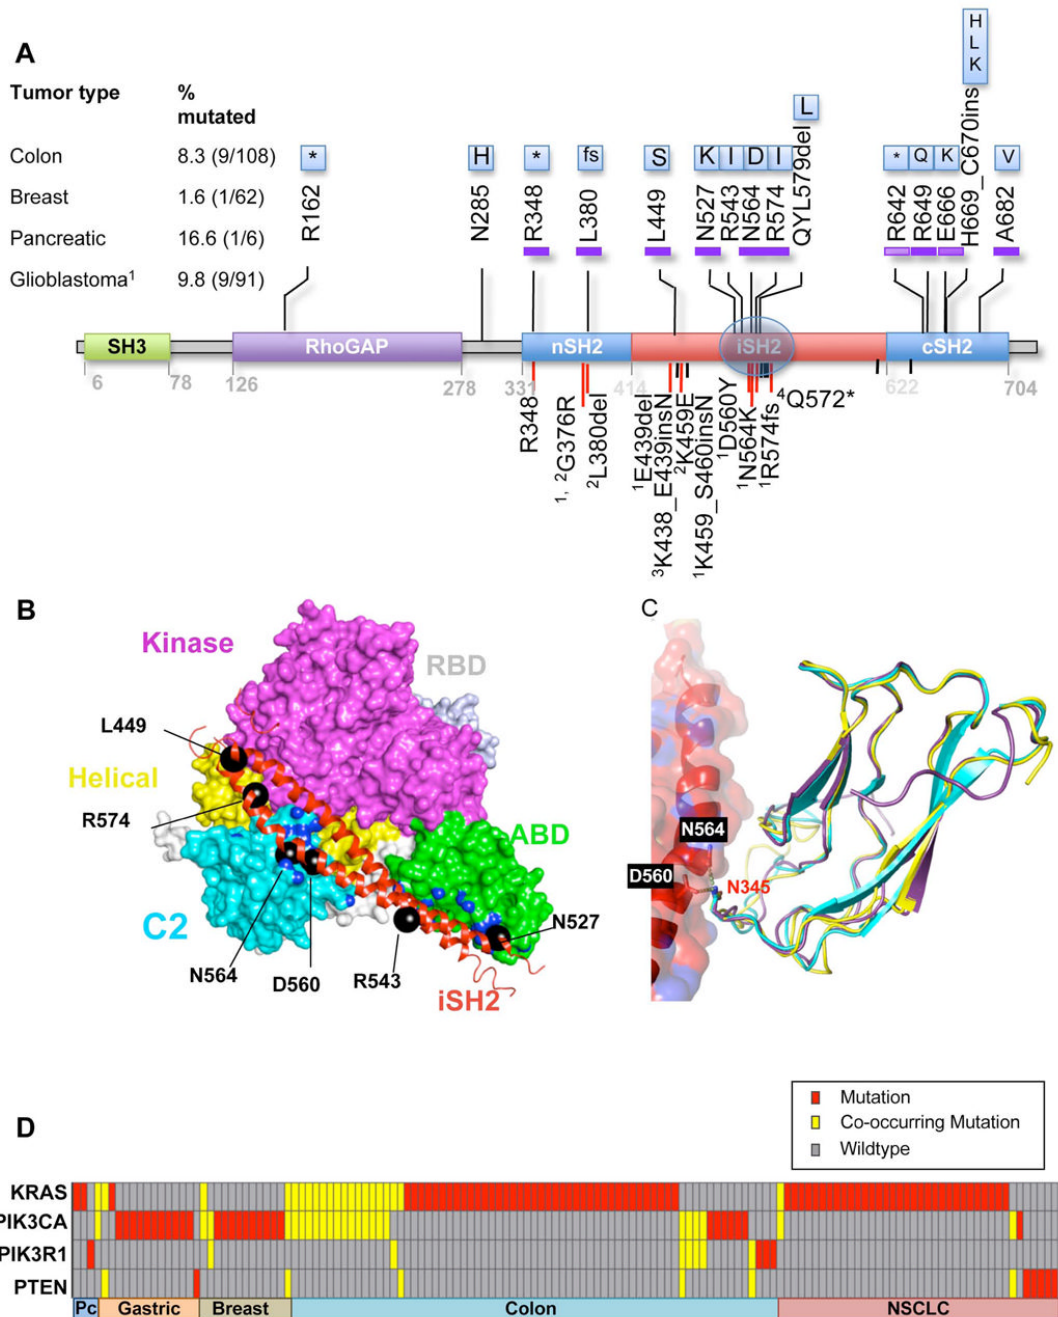 A
Tumor type % mutated
Colon 8.3 (9/108)
Breast 1.6 (1/62)
Pancreatic 16.6 (1/6)
Glioblastoma1 9.8 (9/91)
H
L
K
L
* H * fs S K I D I * Q K V
R162 N285 R348 L380 L449 N527 R543 N564 R574 QYL579del R642 R649 E666 H669_C670ins A682
SH3 RhoGAP nSH2 iSH2 cSH2
6 78 126 278 331 414 622 704
R348 1, 2G376R 2L380del 1E439del 3K438_E439insN 2K459E 1K459_S460insN 1D560Y 1N564K 1R574fs 4Q572*
B
Kinase
RBD
L449
Helical
R574
ABD
C2
N527
N564
D560
R543
iSH2
C
N564
D560
N345
D
Mutation
Co-occurring Mutation
Wildtype
KRAS
PIK3CA
PIK3R1
PTEN
Pc Gastric Breast Colon NSCLC